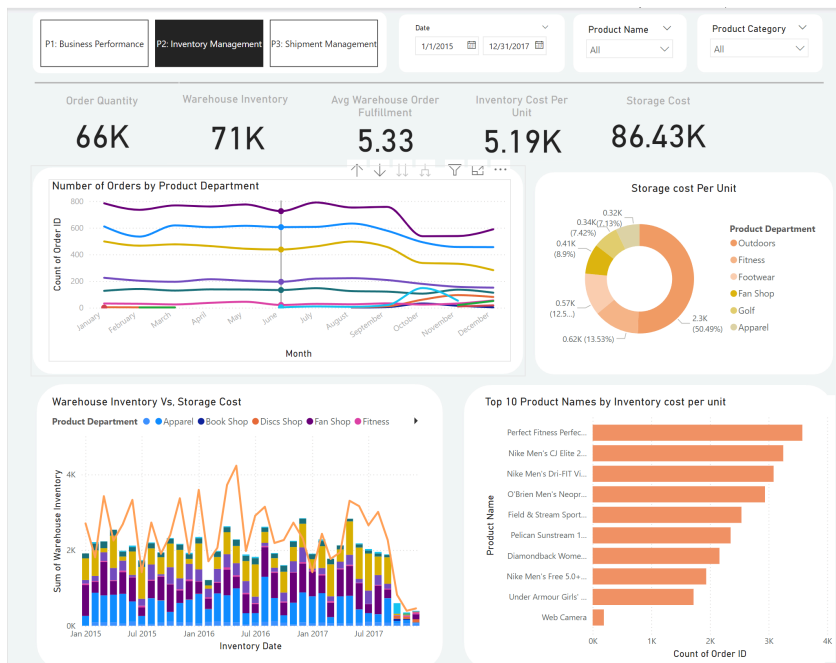 P1: Business Performance
P2: Inventory Management
P3: Shipment Management
Date
1/1/2015
12/31/2017
Product Name
All
Product Category
All
Order Quantity
66K
Warehouse Inventory
71K
Avg Warehouse Order
Fulfillment
5.33
Inventory Cost Per
Unit
5.19K
Storage Cost
86.43K
Number of Orders by Product Department
Count of Order ID
800
600
400
200
0
January
February
March
April
May
June
July
August
September
October
November
December
Month
Storage cost Per Unit
0.32K
0.34K(7.13%)
(7.42%)
0.41K
(8.9%)
0.57K
(12.5...)
0.62K (13.53%)
2.3K
(50.49%)
Product Department
Outdoors
Fitness
Footwear
Fan Shop
Golf
Apparel
Warehouse Inventory Vs. Storage Cost
Product Department
Apparel
Book Shop
Discs Shop
Fan Shop
Fitness
Sum of Warehouse Inventory
4K
2K
0K
Jan 2015
Jul 2015
Jan 2016
Jul 2016
Jan 2017
Jul 2017
Inventory Date
Top 10 Product Names by Inventory cost per unit
Product Name
Perfect Fitness Perfec...
Nike Men's CJ Elite 2...
Nike Men's Dri-FIT Vi...
O'Brien Men's Neopr...
Field & Stream Sport...
Pelican Sunstream 1...
Diamondback Wome...
Nike Men's Free 5.0+...
Under Armour Girls' ...
Web Camera
0K
1K
2K
3K
4K
Count of Order ID